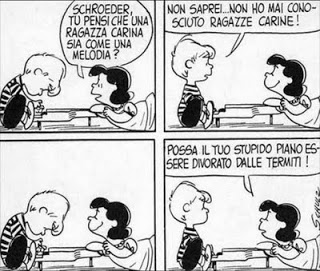 SCHROEDER,
TU PENSI CHE UNA
RAGAZZA CARINA
SIA COME UNA
MELODIA?
NON SAPREI...NON HO MAI CONO-
SCIUTO RAGAZZE CARINE!
POSSA IL TUO STUPIDO PIANO ES-
SERE DIVORATO DALLE TERMITI!
SCHULZ